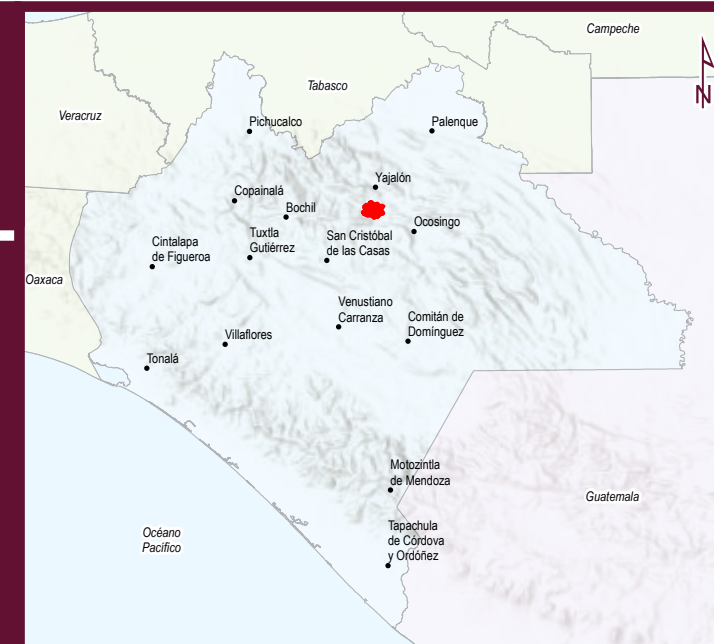 Campeche
N
Tabasco
Veracruz
Pichucalco
Palenque
Yajalón
Copainalá
Bochil
Ocosingo
Tuxtla
Gutiérrez
San Cristóbal
de las Casas
Cintalapa
de Figueroa
Oaxaca
Venustiano
Carranza
Comitán de
Domínguez
Villaflores
Tonalá
Motozintla
de Mendoza
Guatemala
Océano
Pacifico
Tapachula
de Córdova
y Ordóñez